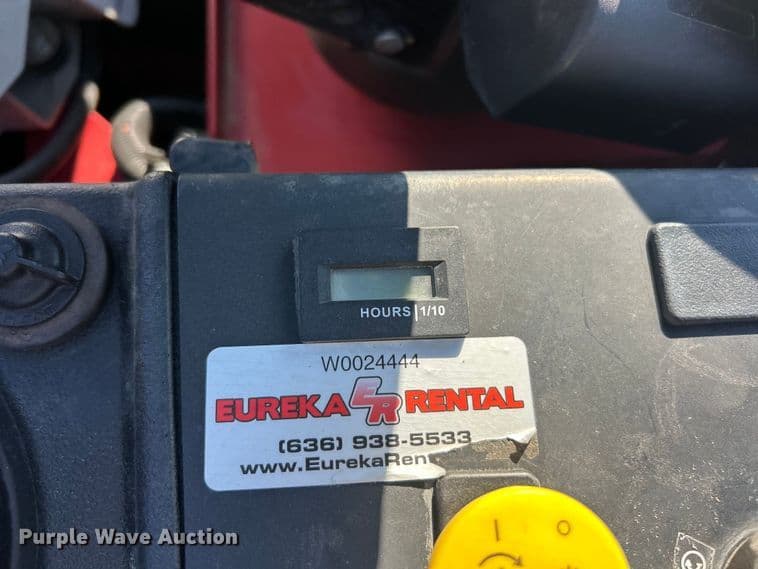 HOURS 1/10
W0024444
EUREKA ER RENTAL
(636) 938-5533
www.EurekaRen
I O
Purple Wave Auction®